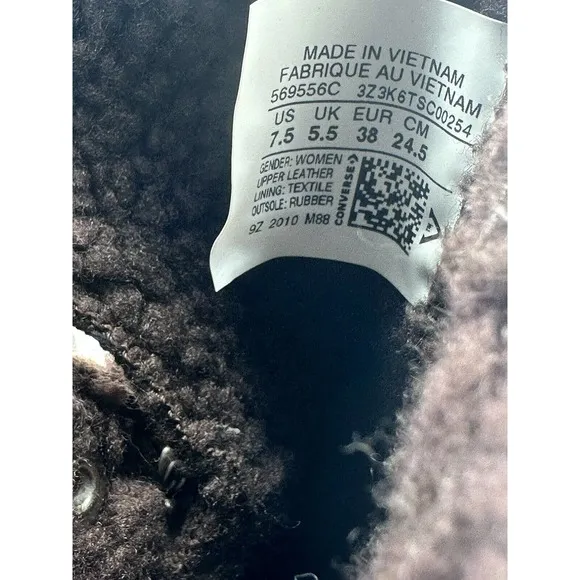 MADE IN VIETNAM
FABRIQUE AU VIETNAM
569556C 3Z3K6TSC00254
US UK EUR CM
7.5 5.5 38 24.5
GENDER: WOMEN
UPPER LEATHER
LINING: TEXTILE
OUTSOLE: RUBBER
9Z 2010 M88
CONVERSE